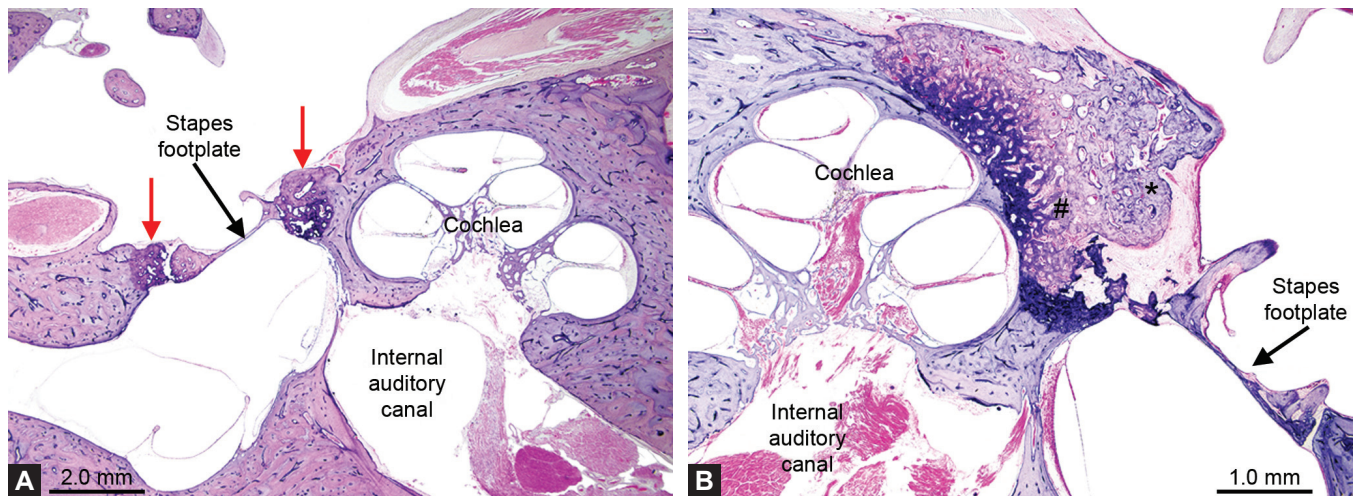 Stapes
footplate
Cochlea
Internal
auditory
canal
A
2.0 mm
Cochlea
#
*
Stapes
footplate
Internal
auditory
canal
B
1.0 mm